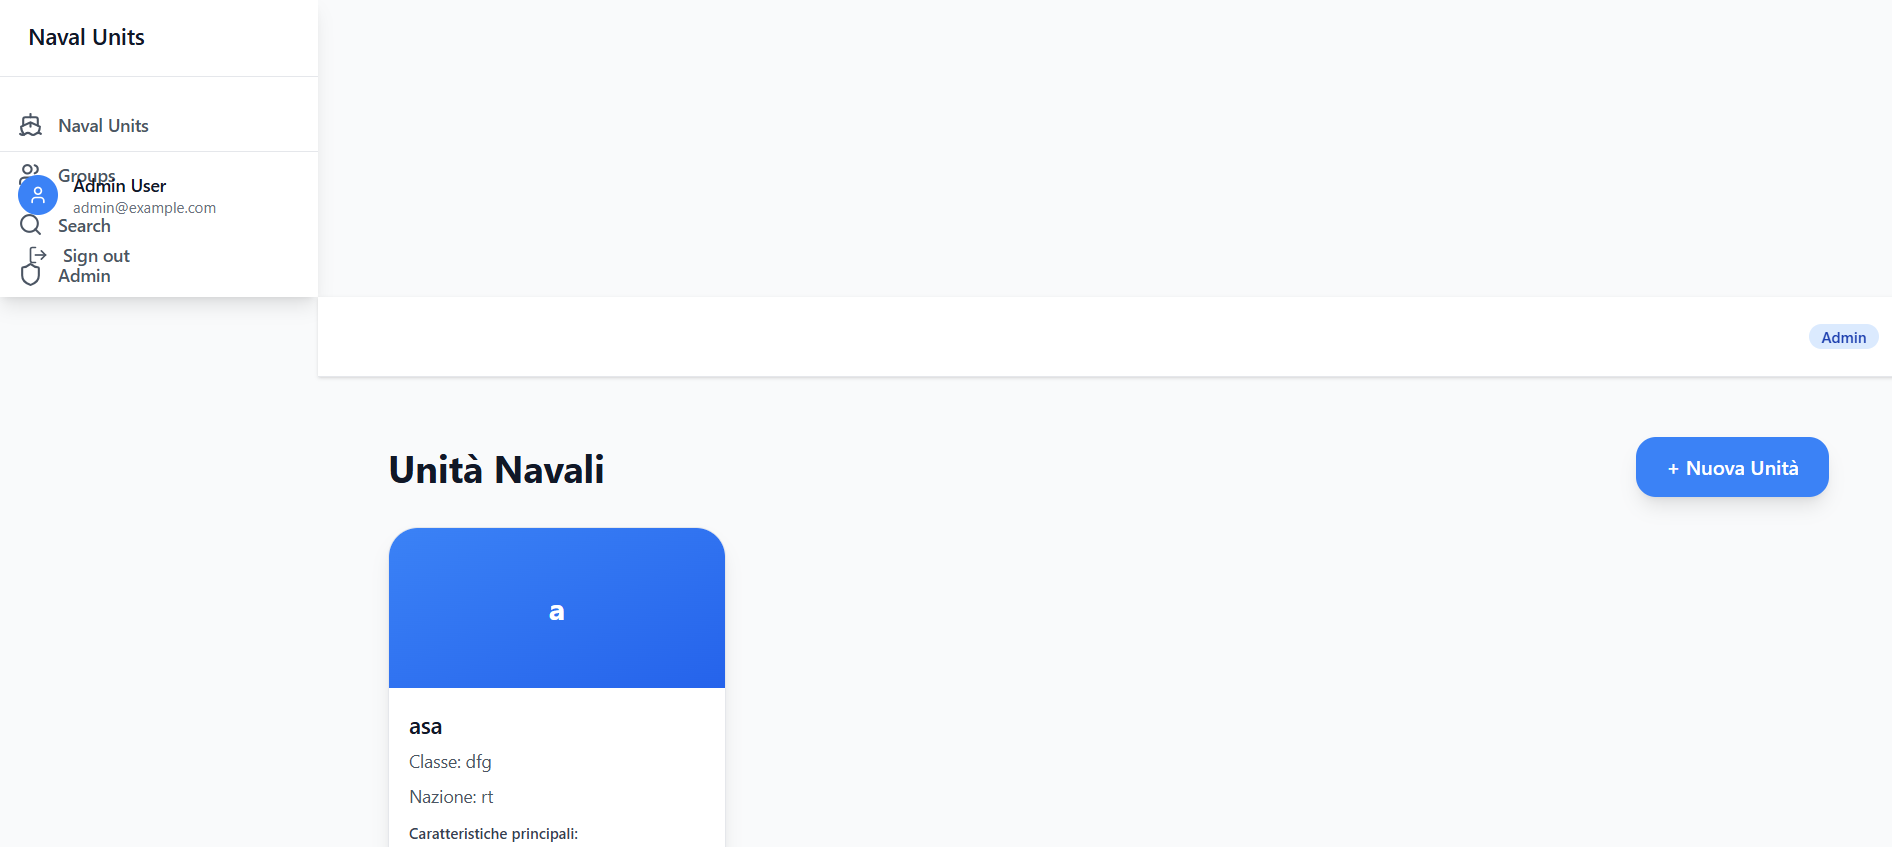 Naval Units
Naval Units
Groups
Admin User
admin@example.com
Search
Sign out
Admin
Admin
Unità Navali
+ Nuova Unità
a
asa
Classe: dfg
Nazione: rt
Caratteristiche principali: